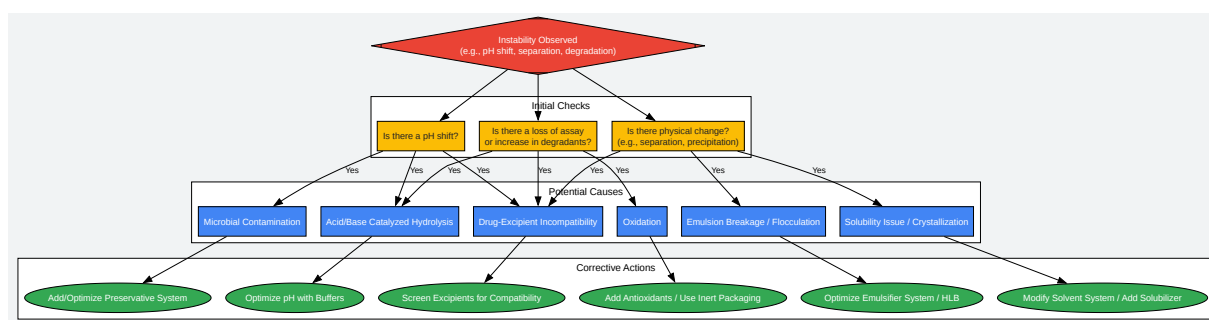 Instability Observed
(e.g., pH shift, separation, degradation)
Initial Checks
Is there a pH shift?
Is there a loss of assay
or increase in degradants?
Is there physical change?
(e.g., separation, precipitation)
Yes
Yes
Yes
Yes
Yes
Yes
Yes
Potential Causes
Microbial Contamination
Acid/Base Catalyzed Hydrolysis
Drug-Excipient Incompatibility
Oxidation
Emulsion Breakage / Flocculation
Solubility Issue / Crystallization
Corrective Actions
Add/Optimize Preservative System
Optimize pH with Buffers
Screen Excipients for Compatibility
Add Antioxidants / Use Inert Packaging
Optimize Emulsifier System / HLB
Modify Solvent System / Add Solubilizer